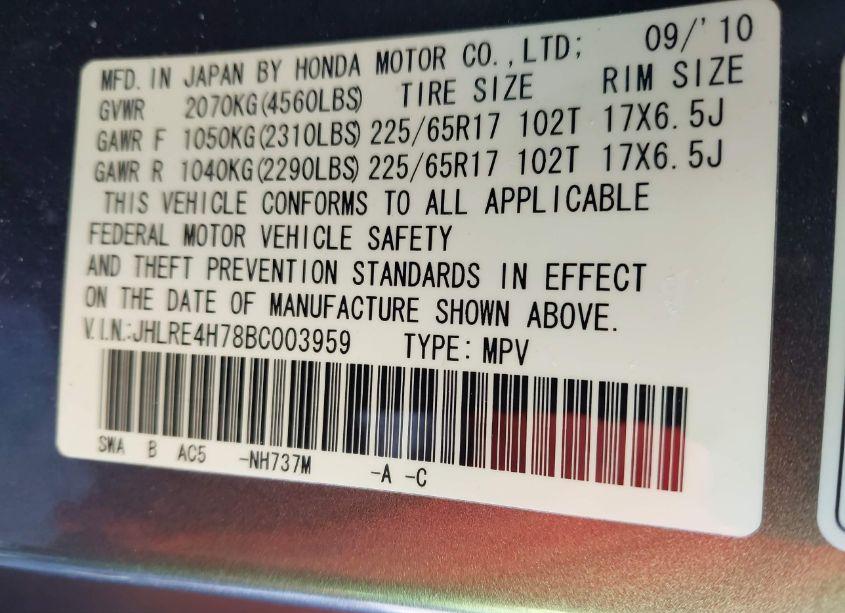 MFD. IN JAPAN BY HONDA MOTOR CO., LTD; 09/'10
GVWR 2070KG(4560LBS) TIRE SIZE RIM SIZE
GAWR F 1050KG(2310LBS) 225/65R17 102T 17X6.5J
GAWR R 1040KG(2290LBS) 225/65R17 102T 17X6.5J
THIS VEHICLE CONFORMS TO ALL APPLICABLE
FEDERAL MOTOR VEHICLE SAFETY
AND THEFT PREVENTION STANDARDS IN EFFECT
ON THE DATE OF MANUFACTURE SHOWN ABOVE.
V.I.N.:JHLRE4H78BC003959 TYPE: MPV
SWA B AC5 -NH737M -A -C